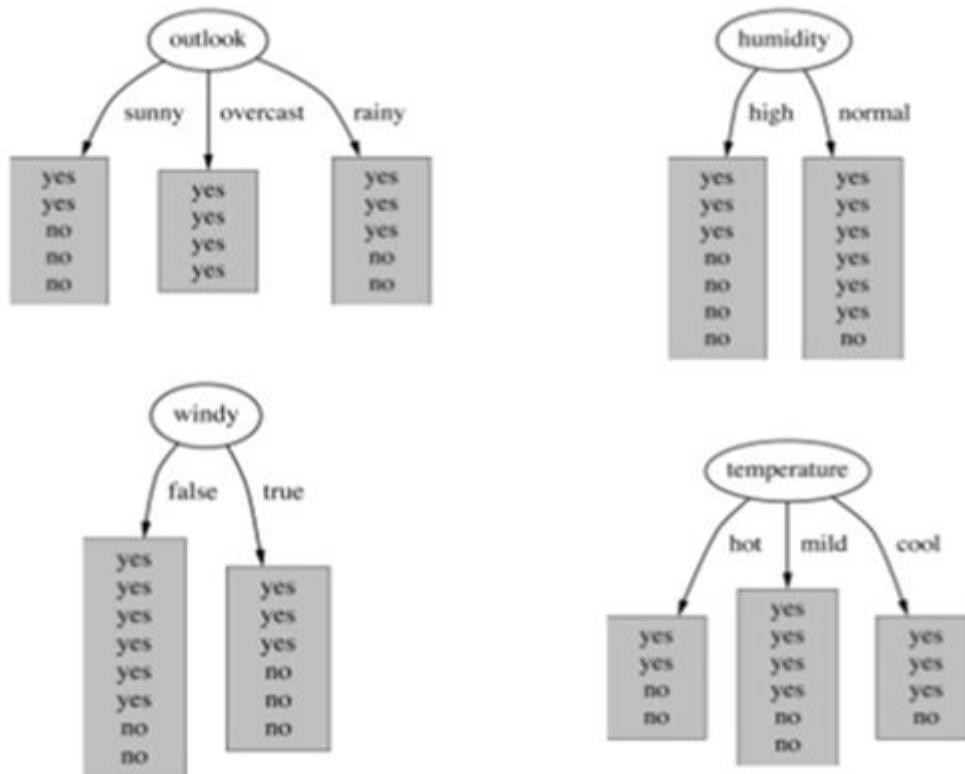 outlook
sunny overcast rainy
yes
yes
no
no
no
yes
yes
yes
yes
yes
yes
yes
no
no
humidity
high normal
yes
yes
yes
no
no
no
no
yes
yes
yes
yes
yes
yes
no
windy
false true
yes
yes
yes
yes
yes
yes
no
no
yes
yes
yes
no
no
no
temperature
hot mild cool
yes
yes
no
no
yes
yes
yes
yes
no
no
yes
yes
yes
no